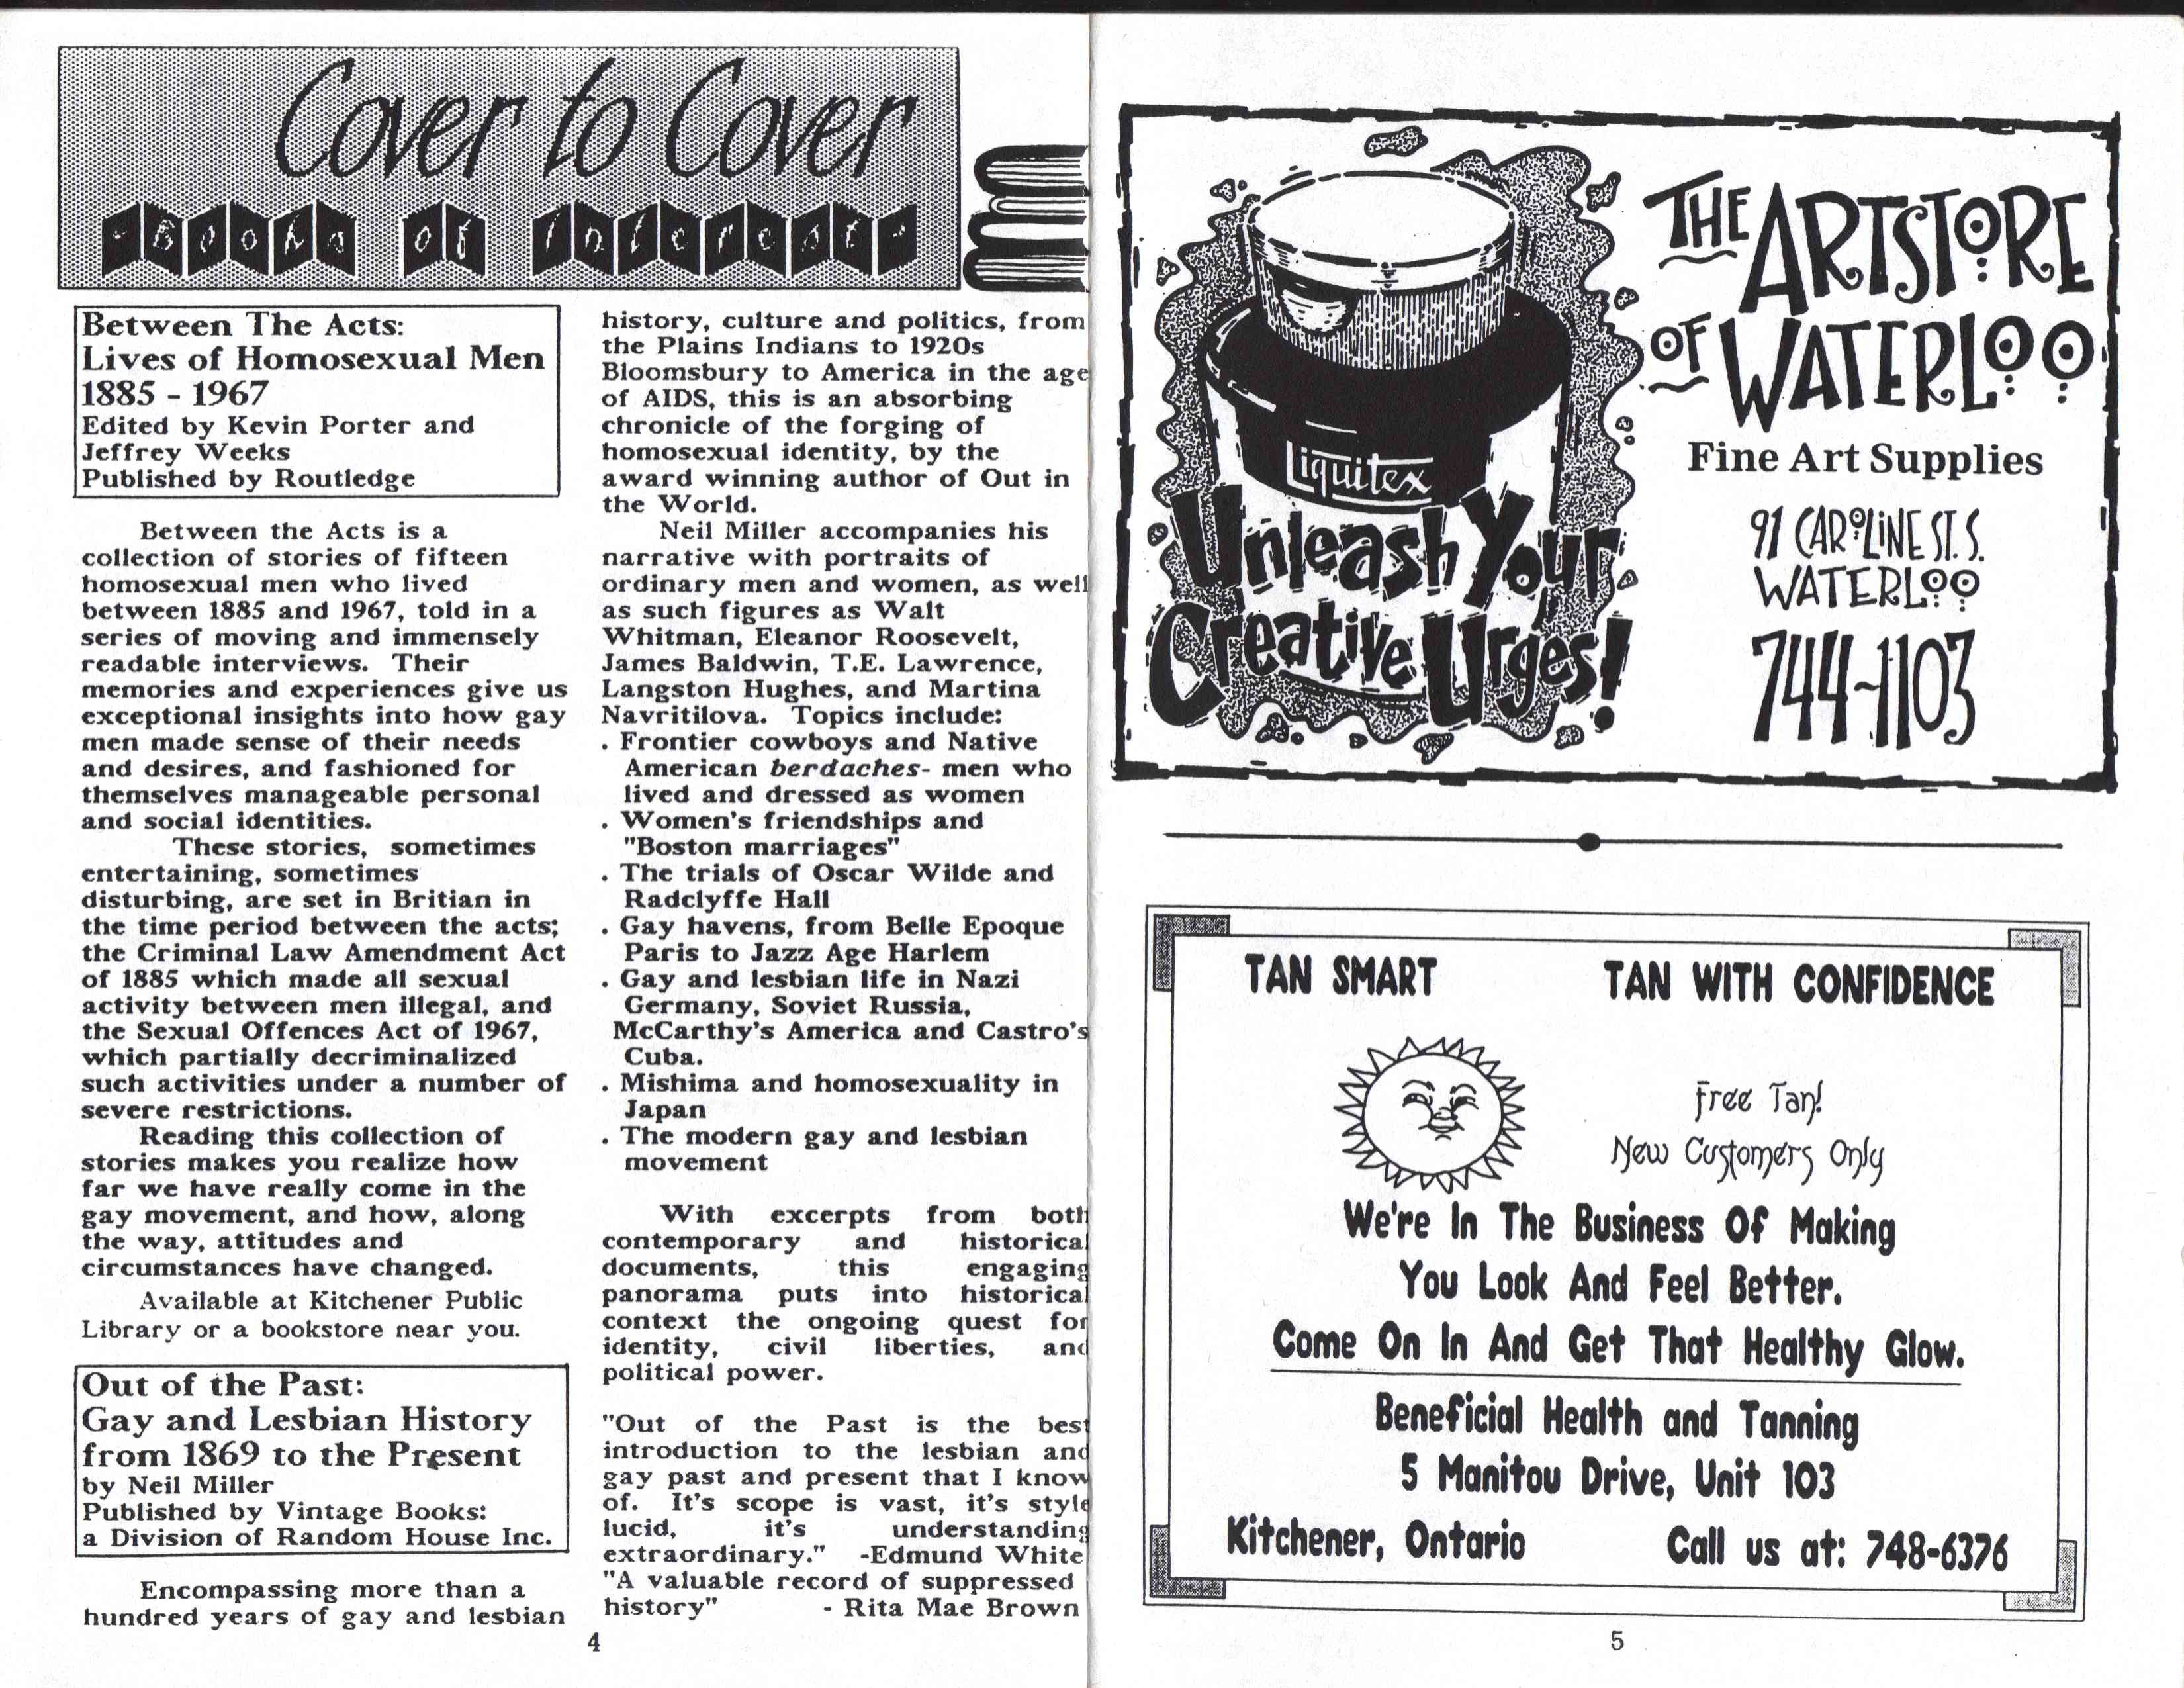 Cover to Cover
- Books of Interest -
Between The Acts:
Lives of Homosexual Men
1885 - 1967
Edited by Kevin Porter and
Jeffrey Weeks
Published by Routledge
Between the Acts is a
collection of stories of fifteen
homosexual men who lived
between 1885 and 1967, told in a
series of moving and immensely
readable interviews. Their
memories and experiences give us
exceptional insights into how gay
men made sense of their needs
and desires, and fashioned for
themselves manageable personal
and social identities.
These stories, sometimes
entertaining, sometimes
disturbing, are set in Britian in
the time period between the acts;
the Criminal Law Amendment Act
of 1885 which made all sexual
activity between men illegal, and
the Sexual Offences Act of 1967,
which partially decriminalized
such activities under a number of
severe restrictions.
Reading this collection of
stories makes you realize how
far we have really come in the
gay movement, and how, along
the way, attitudes and
circumstances have changed.
Available at Kitchener Public
Library or a bookstore near you.
Out of the Past:
Gay and Lesbian History
from 1869 to the Present
by Neil Miller
Published by Vintage Books:
a Division of Random House Inc.
Encompassing more than a
hundred years of gay and lesbian
history, culture and politics, from
the Plains Indians to 1920s
Bloomsbury to America in the age
of AIDS, this is an absorbing
chronicle of the forging of
homosexual identity, by the
award winning author of Out in
the World.
Neil Miller accompanies his
narrative with portraits of
ordinary men and women, as well
as such figures as Walt
Whitman, Eleanor Roosevelt,
James Baldwin, T.E. Lawrence,
Langston Hughes, and Martina
Navritilova. Topics include:
. Frontier cowboys and Native
American berdaches- men who
lived and dressed as women
. Women's friendships and
"Boston marriages"
. The trials of Oscar Wilde and
Radclyffe Hall
. Gay havens, from Belle Epoque
Paris to Jazz Age Harlem
. Gay and lesbian life in Nazi
Germany, Soviet Russia,
McCarthy's America and Castro's
Cuba.
. Mishima and homosexuality in
Japan
. The modern gay and lesbian
movement
With excerpts from both
contemporary and historical
documents, this engaging
panorama puts into historical
context the ongoing quest for
identity, civil liberties, and
political power.
"Out of the Past is the best
introduction to the lesbian and
gay past and present that I know
of. It's scope is vast, it's style
lucid, it's understanding
extraordinary." -Edmund White
"A valuable record of suppressed
history" - Rita Mae Brown
4
THE ARTSTORE
OF WATERLOO
Fine Art Supplies
91 CAROLINE ST. S.
WATERLOO
744-1103
Liquitex
Unleash Your
Creative Urges!
TAN SMART TAN WITH CONFIDENCE
Free Tan!
New Customers Only
We're In The Business Of Making
You Look And Feel Better.
Come On In And Get That Healthy Glow.
Beneficial Health and Tanning
5 Manitou Drive, Unit 103
Kitchener, Ontario Call us at: 748-6376
5